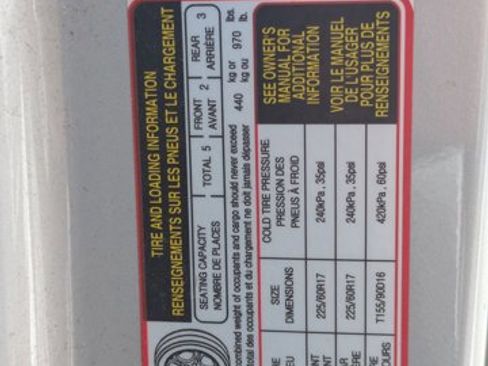 TIRE AND LOADING INFORMATION
RENSEIGNEMENTS SUR LES PNEUS ET LE CHARGEMENT
SEATING CAPACITY
NOMBRE DE PLACES
TOTAL 5
FRONT
AVANT 2
REAR
ARRIÈRE 3
combined weight of occupants and cargo should never exceed 440 kg or 970 lbs.
total des occupants et du chargement ne doit jamais dépasser kg ou lb.
SIZE
DIMENSIONS
COLD TIRE PRESSURE
PRESSION DES
PNEUS À FROID
SEE OWNER'S
MANUAL FOR
ADDITIONAL
INFORMATION
VOIR LE MANUEL
DE L'USAGER
POUR PLUS DE
RENSEIGNEMENTS
225/60R17 240kPa, 35psi
225/60R17 240kPa, 35psi
T155/90D16 420kPa, 60psi